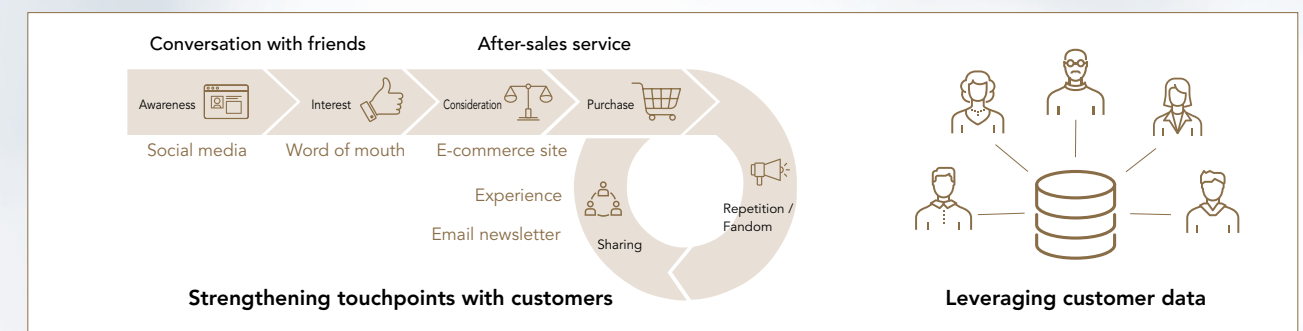 Conversation with friends
After-sales service
Awareness
Interest
Consideration
Purchase
Social media
Word of mouth
E-commerce site
Experience
Email newsletter
Sharing
Repetition /
Fandom
Strengthening touchpoints with customers
Leveraging customer data